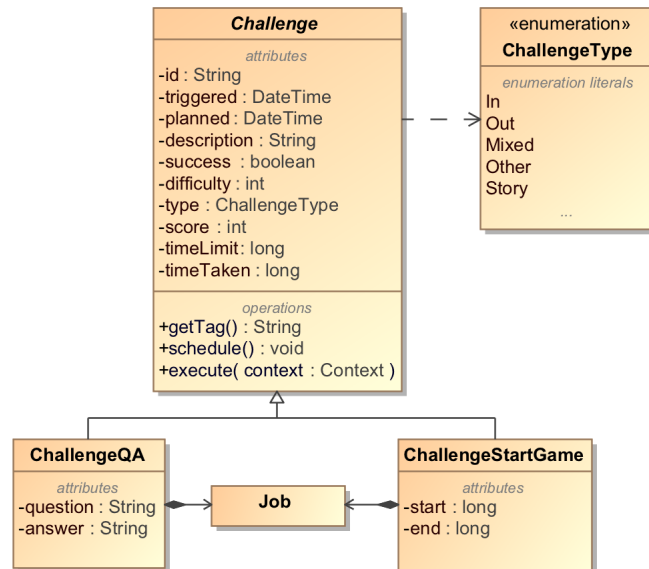 Challenge
attributes
-id : String
-triggered : DateTime
-planned : DateTime
-description : String
-success : boolean
-difficulty : int
-type : ChallengeType
-score : int
-timeLimit : long
-timeTaken : long
operations
+getTag() : String
+schedule() : void
+execute( context : Context )
«enumeration»
ChallengeType
enumeration literals
In
Out
Mixed
Other
Story
...
ChallengeQA
attributes
-question : String
-answer : String
Job
ChallengeStartGame
attributes
-start : long
-end : long